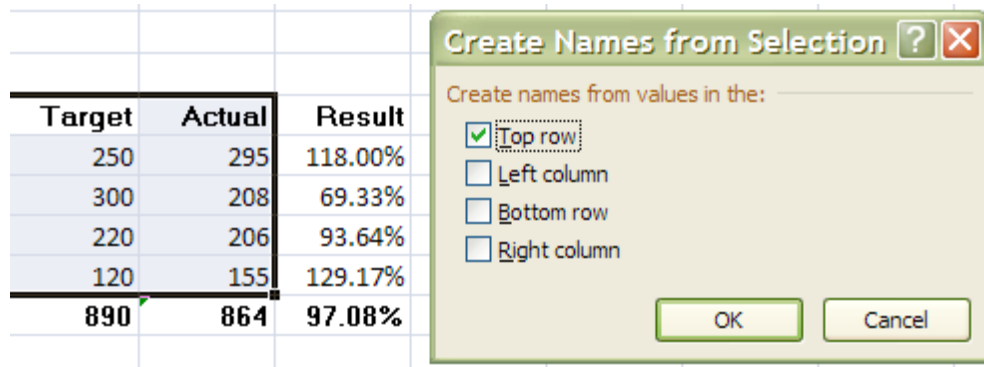 Create Names from Selection
Create names from values in the:
Top row
Left column
Bottom row
Right column
OK Cancel
Target Actual Result
250 295 118.00%
300 208 69.33%
220 206 93.64%
120 155 129.17%
890 864 97.08%